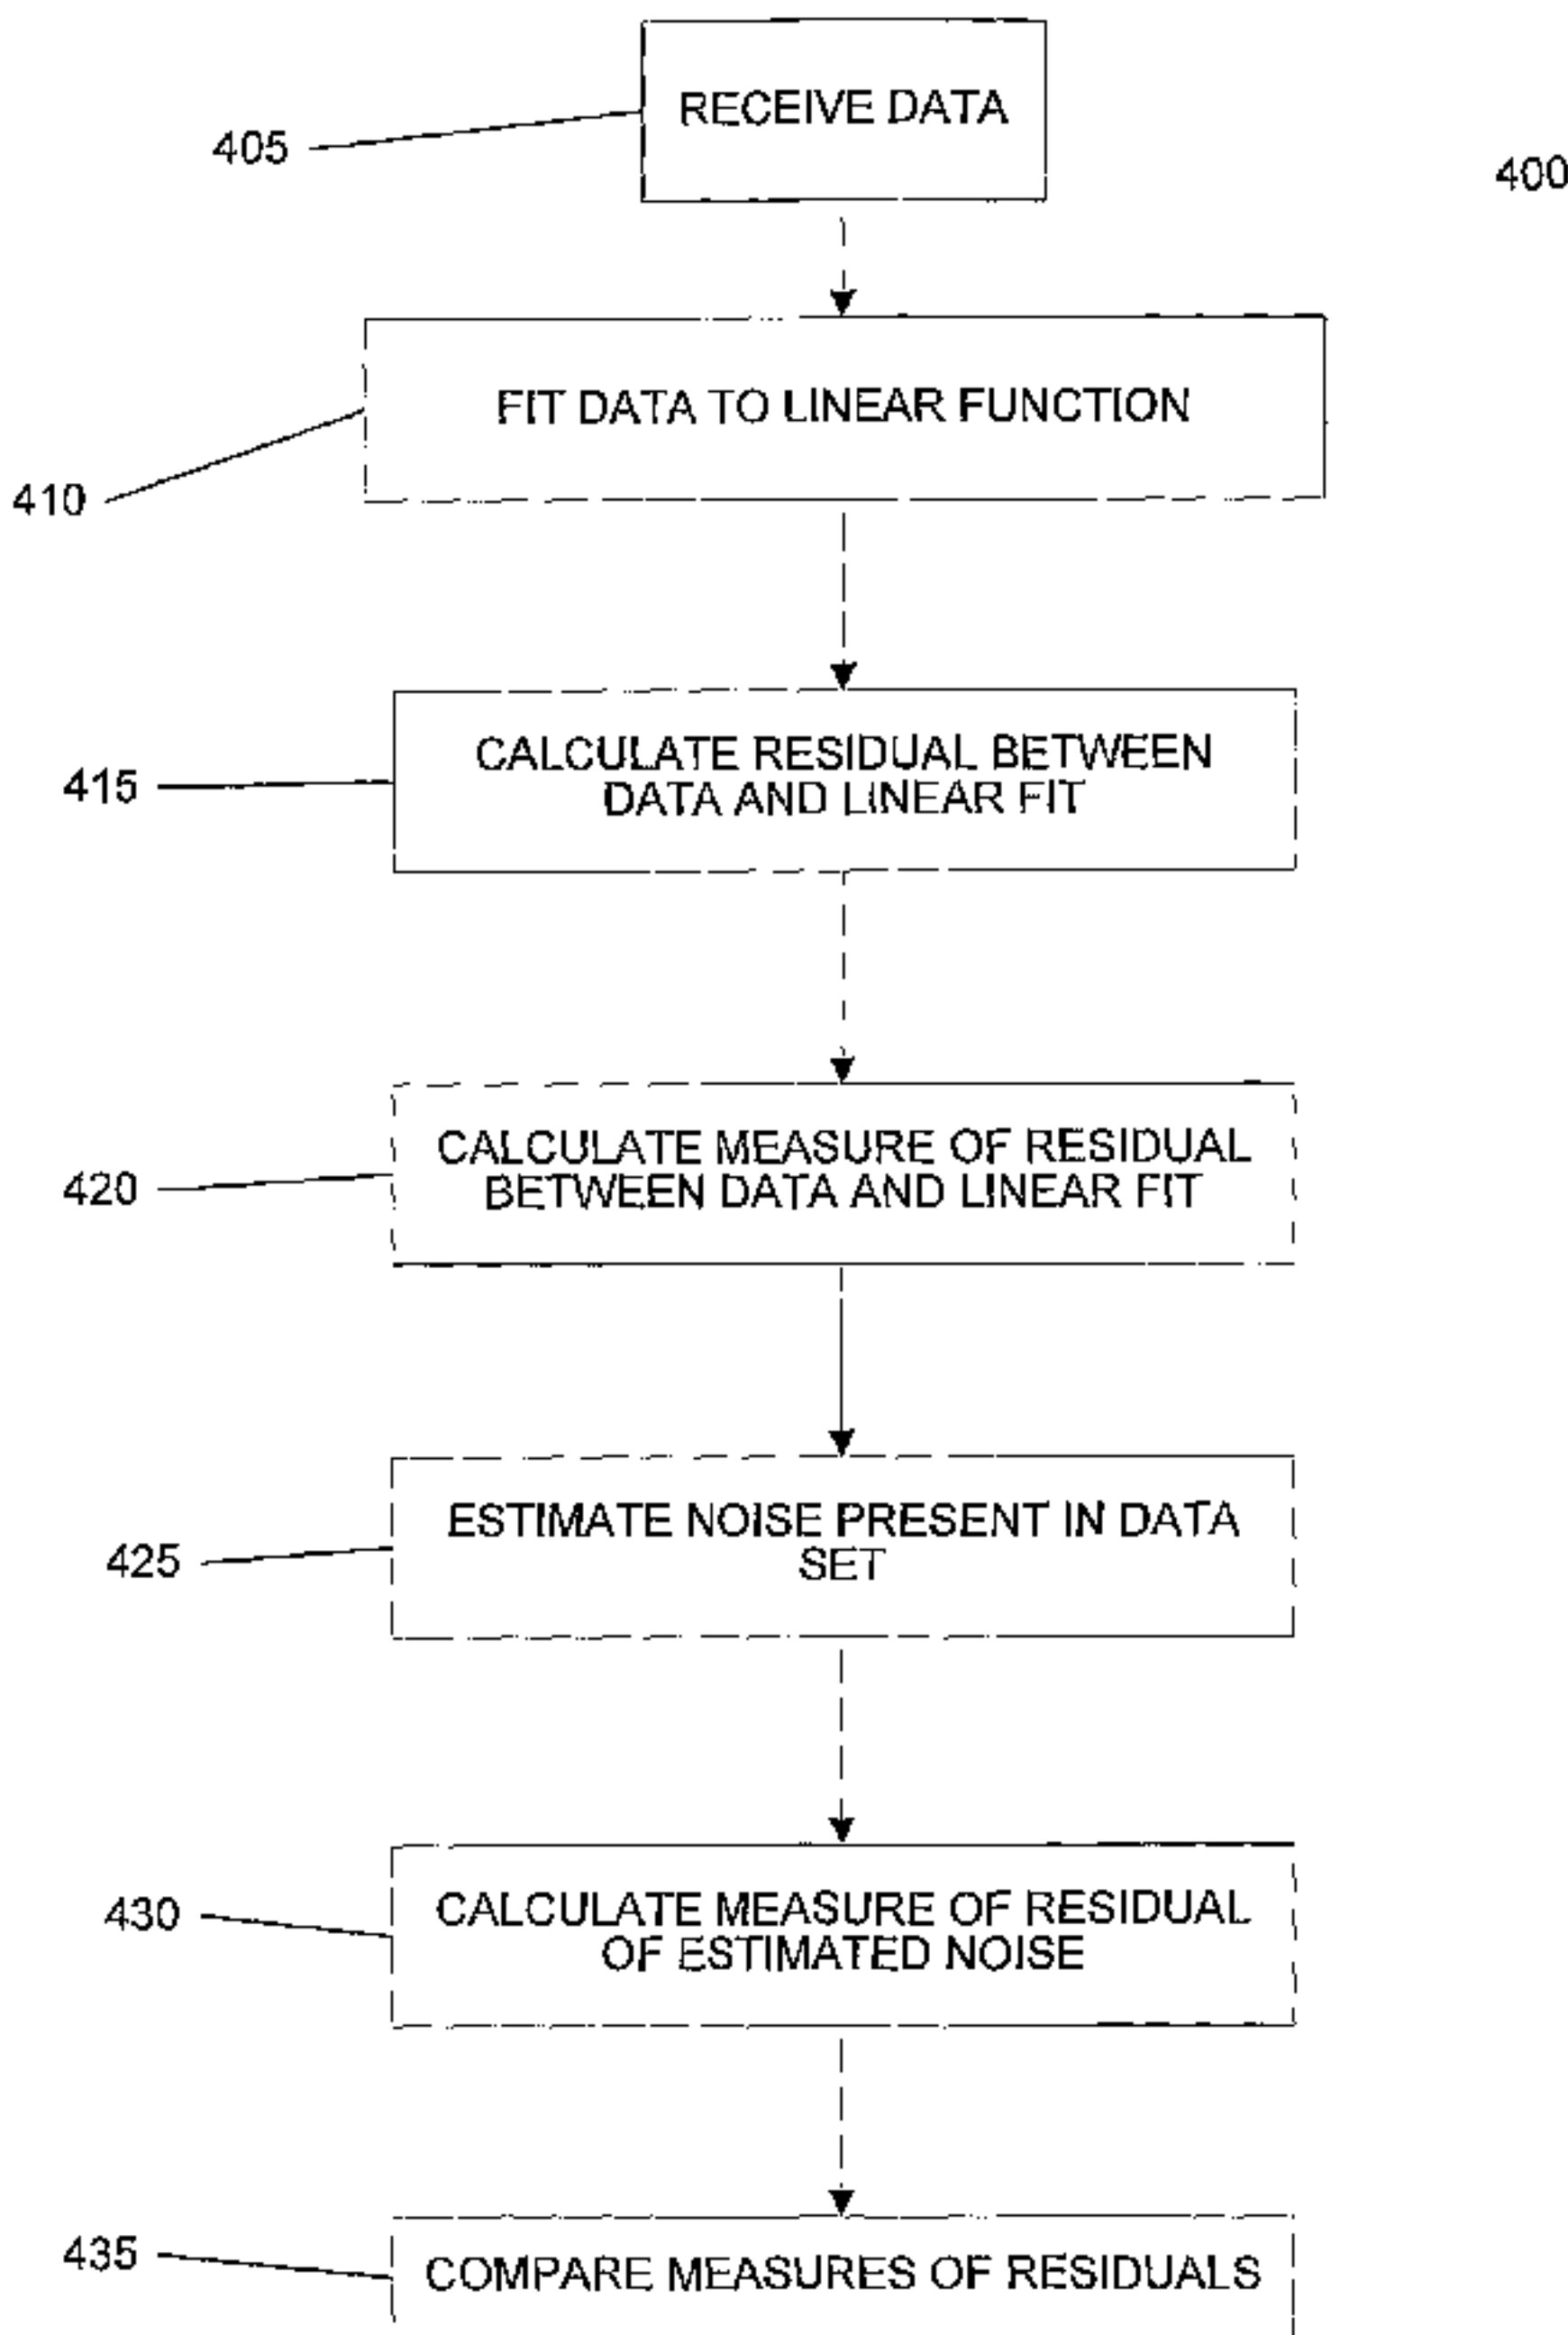 RECEIVE DATA
405
400
FIT DATA TO LINEAR FUNCTION
410
CALCULATE RESIDUAL BETWEEN
DATA AND LINEAR FIT
415
CALCULATE MEASURE OF RESIDUAL
BETWEEN DATA AND LINEAR FIT
420
ESTIMATE NOISE PRESENT IN DATA
SET
425
CALCULATE MEASURE OF RESIDUAL
OF ESTIMATED NOISE
430
435
COMPARE MEASURES OF RESIDUALS